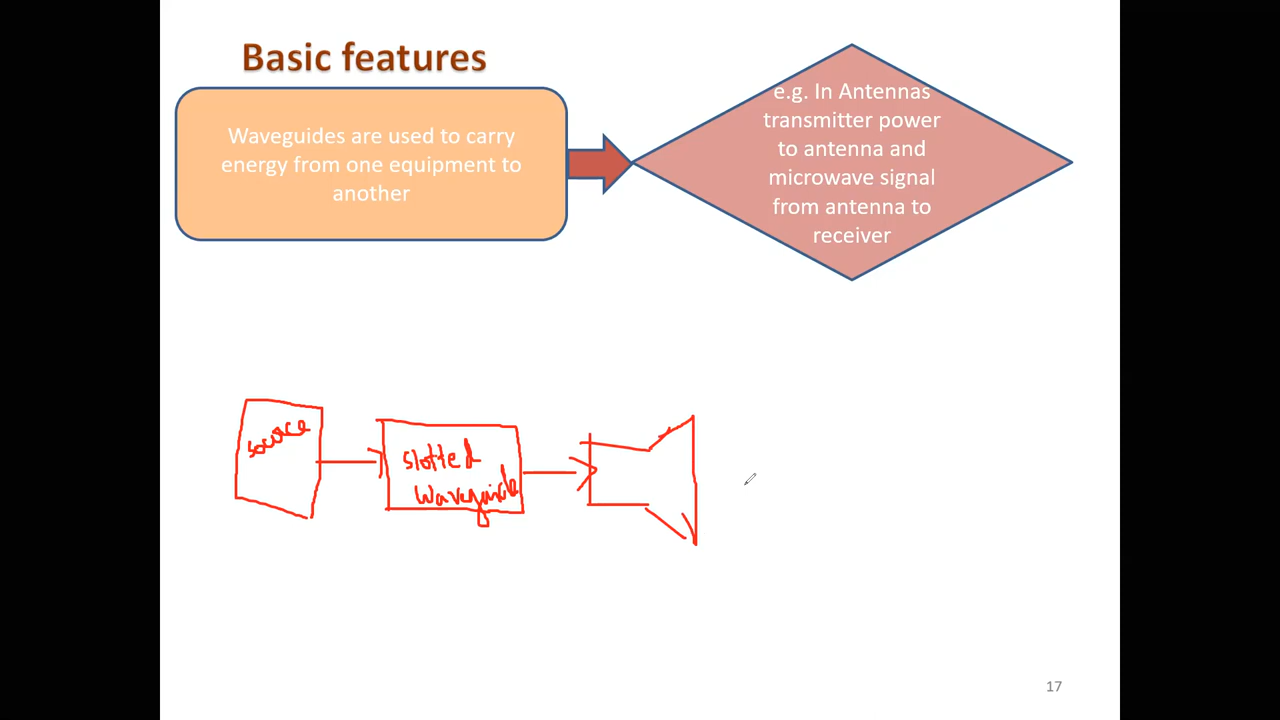 Basic features
Waveguides are used to carry
energy from one equipment to
another
e.g. In Antennas
transmitter power
to antenna and
microwave signal
from antenna to
receiver
source
slotted
waveguide
17